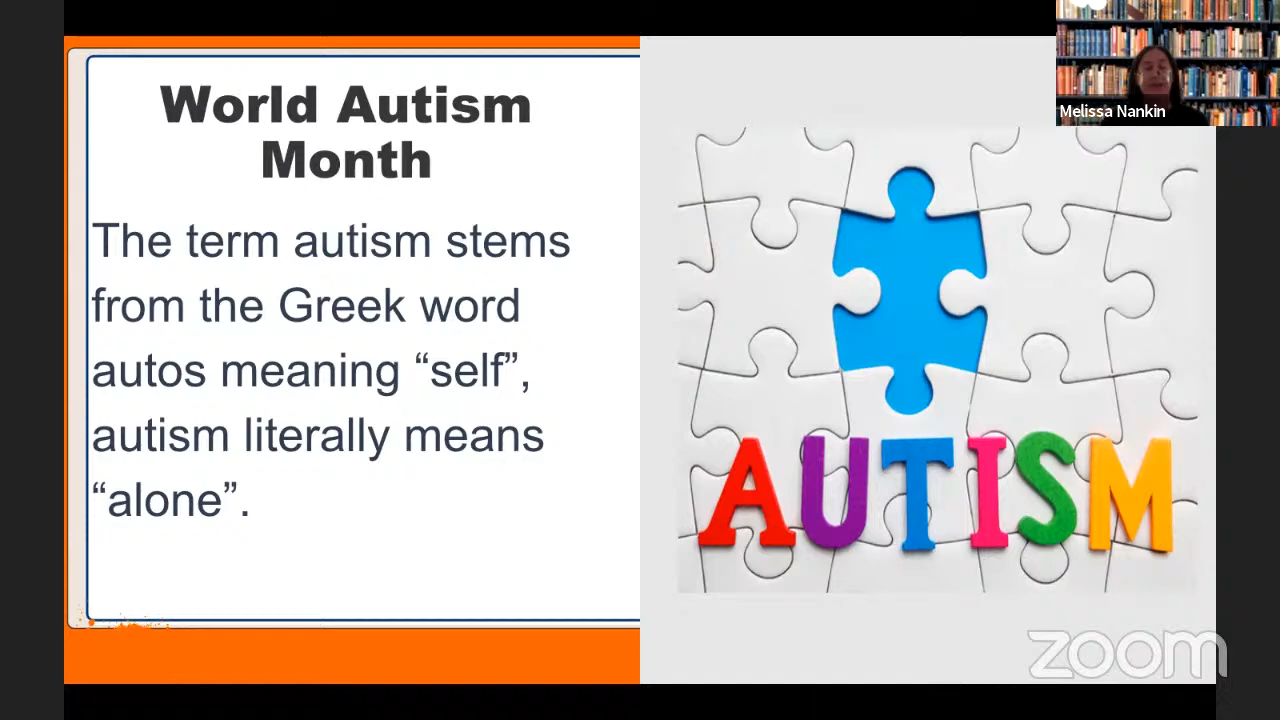 World Autism
Month
The term autism stems
from the Greek word
autos meaning “self”,
autism literally means
“alone”.
Melissa Nankin
AUTISM
zoom